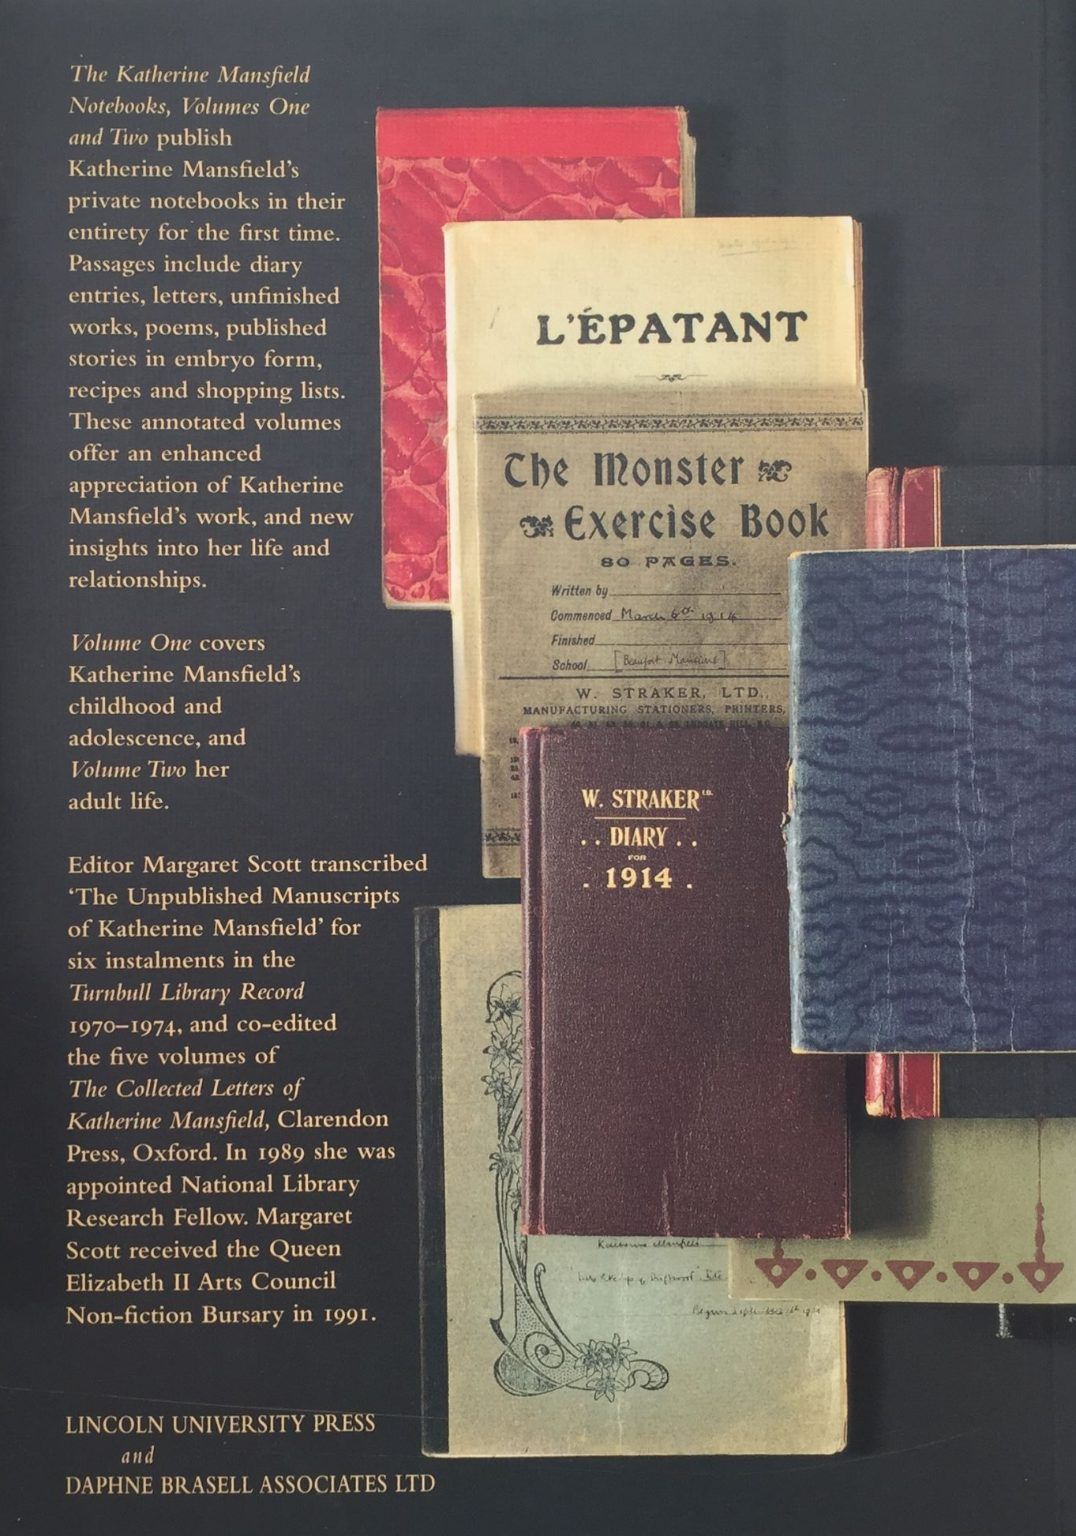 The Katherine Mansfield
Notebooks, Volumes One
and Two publish
Katherine Mansfield's
private notebooks in their
entirety for the first time.
Passages include diary
entries, letters, unfinished
works, poems, published
stories in embryo form,
recipes and shopping lists.
These annotated volumes
offer an enhanced
appreciation of Katherine
Mansfield's work, and new
insights into her life and
relationships.
Volume One covers
Katherine Mansfield's
childhood and
adolescence, and
Volume Two her
adult life.
Editor Margaret Scott transcribed
‘The Unpublished Manuscripts
of Katherine Mansfield’ for
six instalments in the
Turnbull Library Record
1970–1974, and co-edited
the five volumes of
The Collected Letters of
Katherine Mansfield, Clarendon
Press, Oxford. In 1989 she was
appointed National Library
Research Fellow. Margaret
Scott received the Queen
Elizabeth II Arts Council
Non-fiction Bursary in 1991.
LINCOLN UNIVERSITY PRESS
and
DAPHNE BRASELL ASSOCIATES LTD
L'ÉPATANT
The Monster
Exercise Book
80 PAGES.
Written by
Commenced March 6th 1914
Finished
School [Beaufort Mansions]
W. STRAKER, LTD.,
MANUFACTURING STATIONERS, PRINTERS,
W. STRAKER LD.
.. DIARY ..
FOR
. 1914 .
Katherine Mansfield